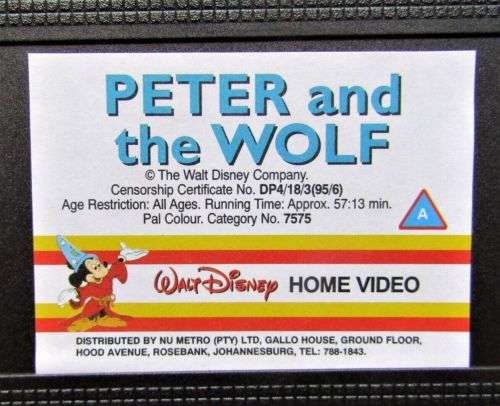 PETER and
the WOLF
© The Walt Disney Company.
Censorship Certificate No. DP4/18/3(95/6)
Age Restriction: All Ages. Running Time: Approx. 57:13 min.
Pal Colour. Category No. 7575
A
WALT DISNEY HOME VIDEO
DISTRIBUTED BY NU METRO (PTY) LTD, GALLO HOUSE, GROUND FLOOR,
HOOD AVENUE, ROSEBANK, JOHANNESBURG, TEL: 788-1843.